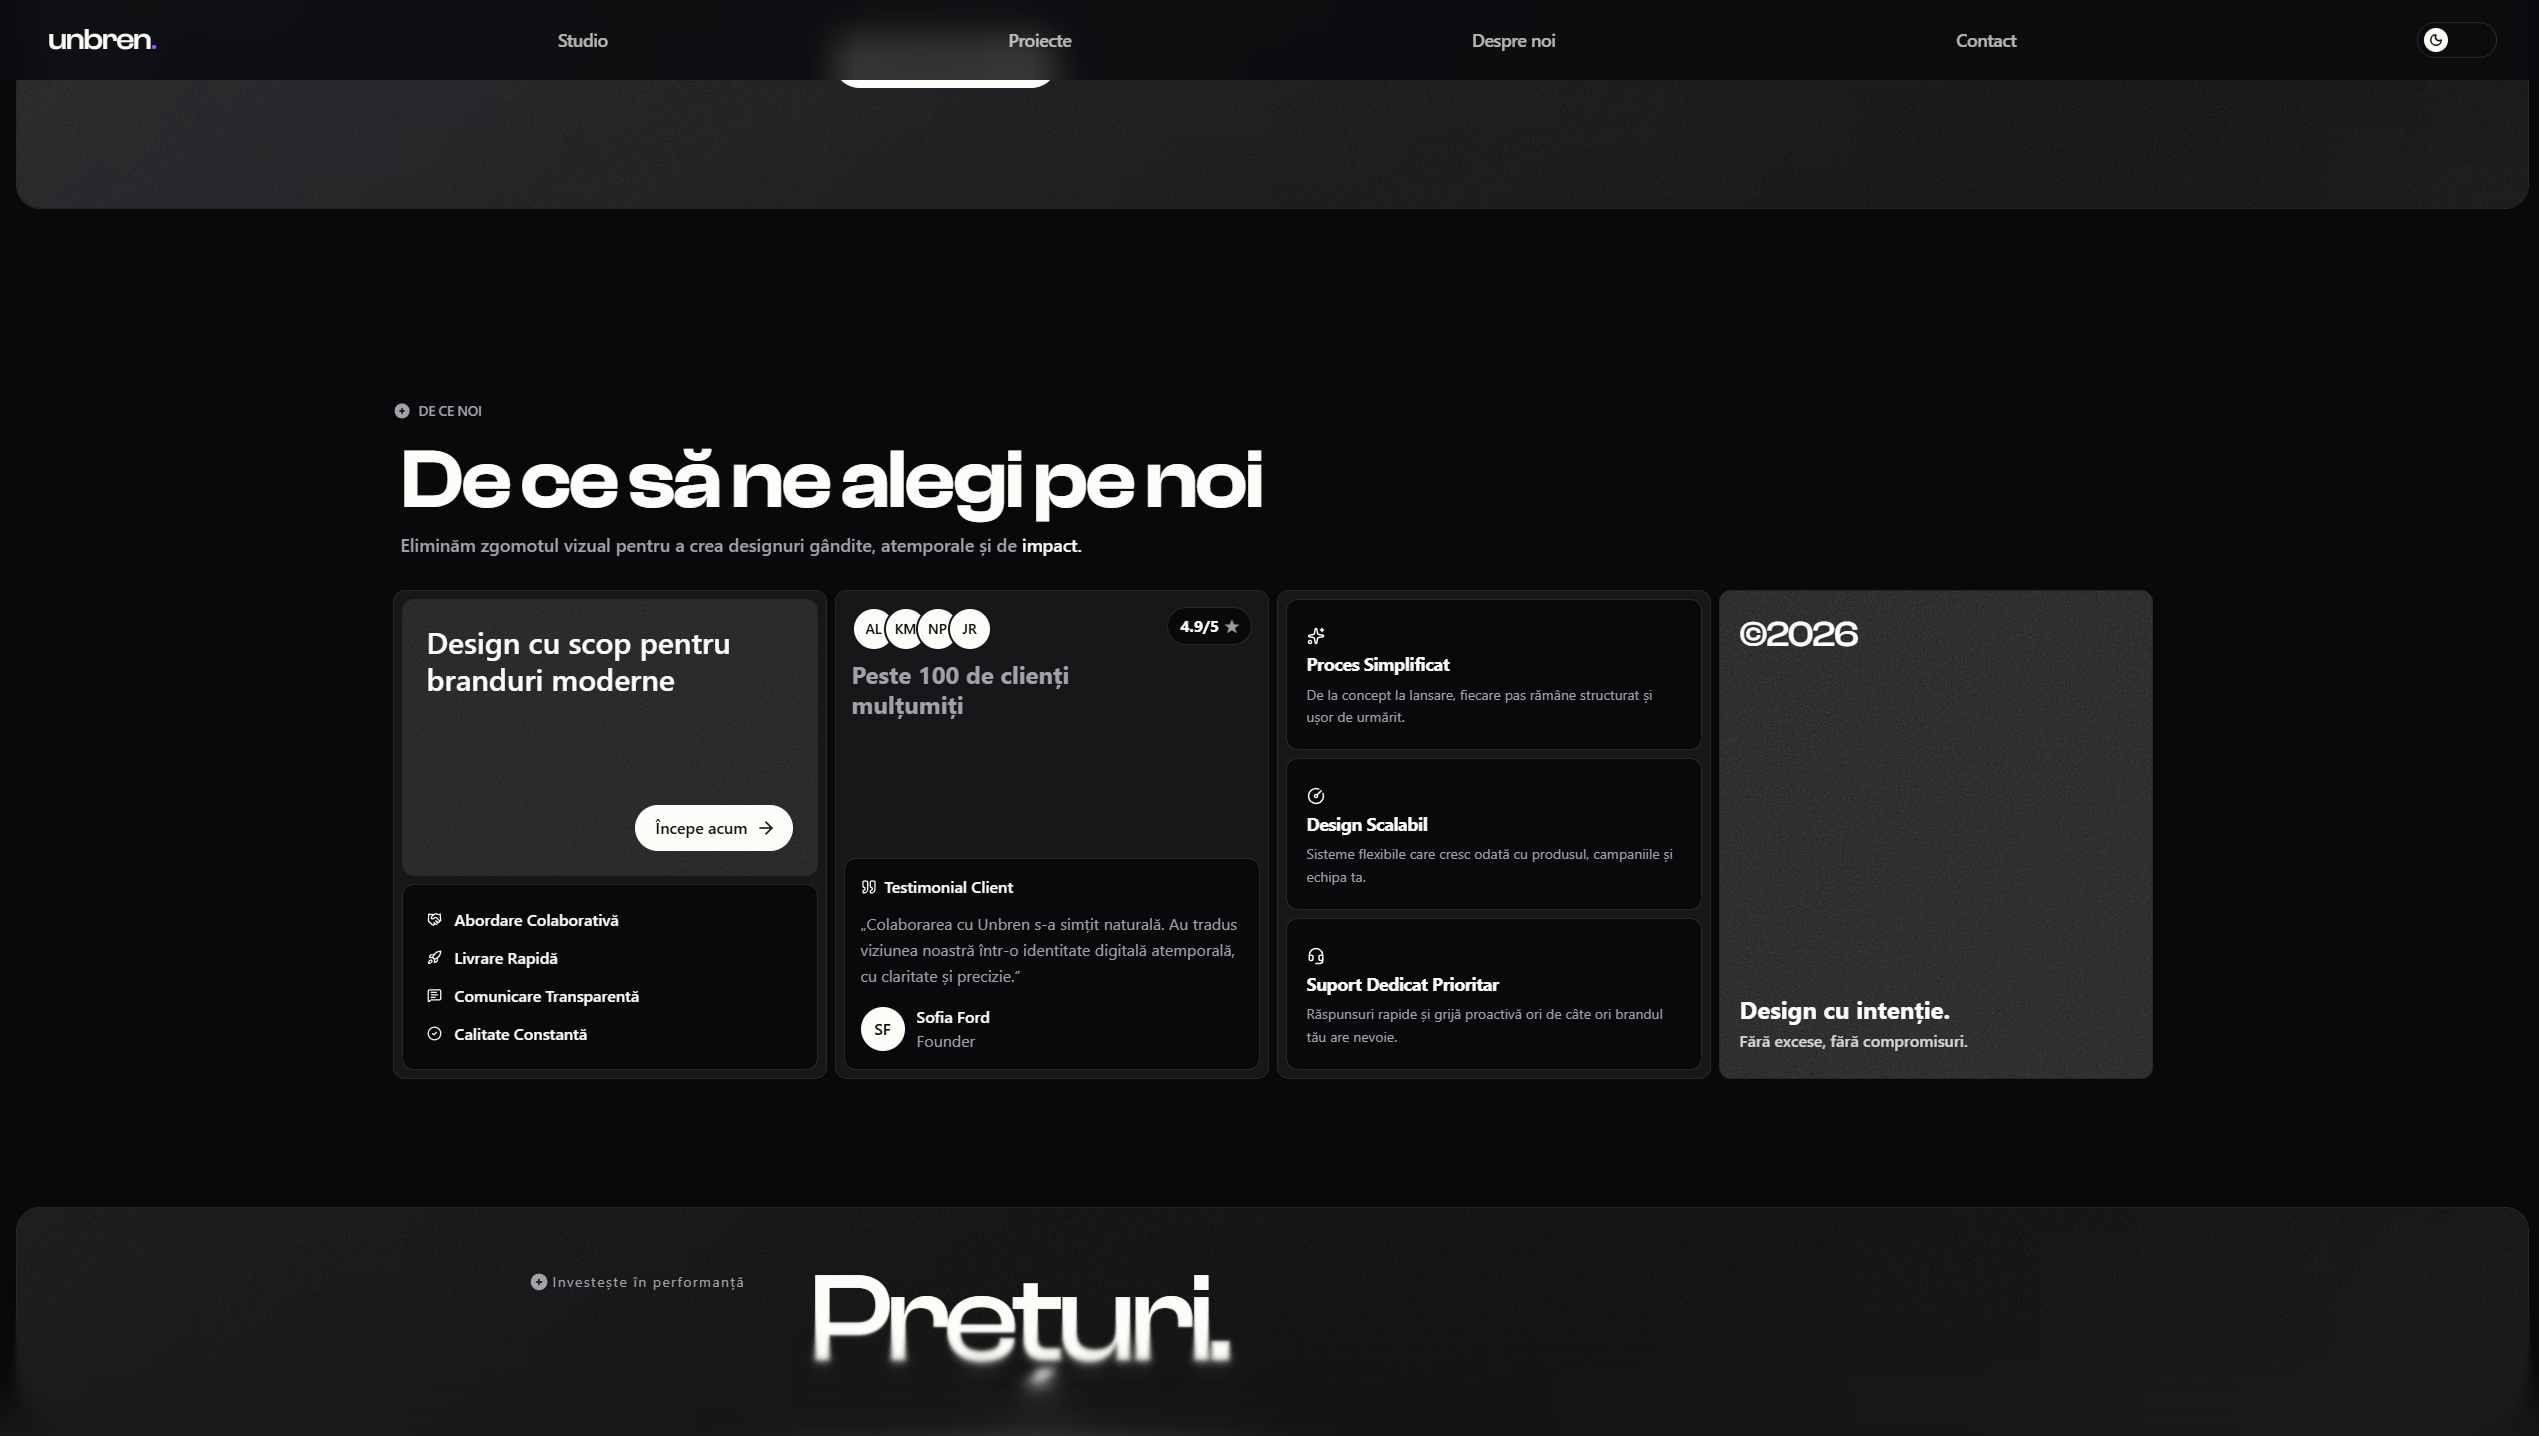 unbren.
Studio
Proiecte
Despre noi
Contact
DE CE NOI
De ce să ne alegi pe noi
Eliminăm zgomotul vizual pentru a crea designuri gândite, atemporale și de impact.
Design cu scop pentru
branduri moderne
Începe acum
Abordare Colaborativă
Livrare Rapidă
Comunicare Transparentă
Calitate Constantă
AL
KM
NP
JR
4.9/5
Peste 100 de clienți
mulțumiți
Testimonial Client
„Colaborarea cu Unbren s-a simțit naturală. Au tradus
viziunea noastră într-o identitate digitală atemporală,
cu claritate și precizie.”
SF
Sofia Ford
Founder
Proces Simplificat
De la concept la lansare, fiecare pas rămâne structurat și
ușor de urmărit.
Design Scalabil
Sisteme flexibile care cresc odată cu produsul, campaniile și
echipa ta.
Suport Dedicat Prioritar
Răspunsuri rapide și grijă proactivă ori de câte ori brandul
tău are nevoie.
©2026
Design cu intenție.
Fără excese, fără compromisuri.
Investește în performanță
Prețuri.